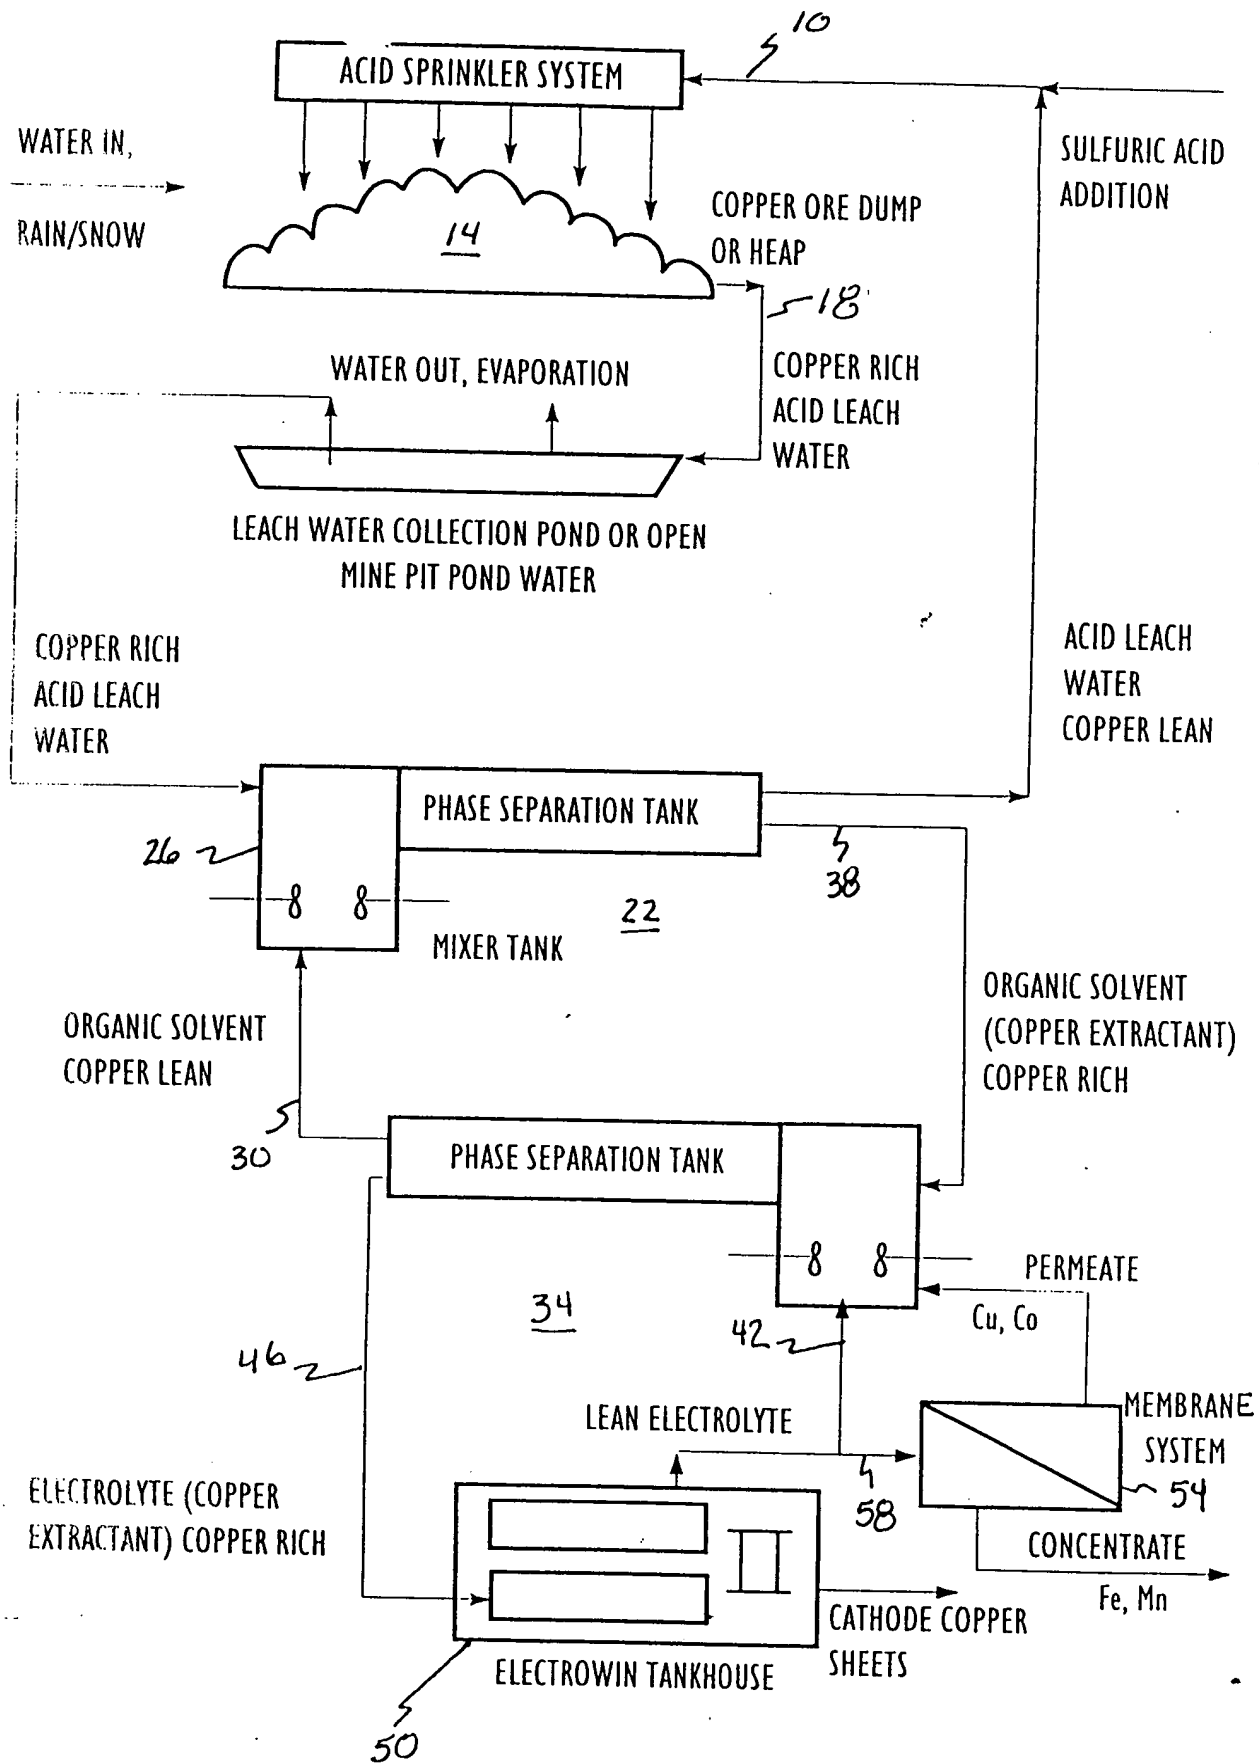 10
ACID SPRINKLER SYSTEM
WATER IN,
RAIN/SNOW
SULFURIC ACID
ADDITION
COPPER ORE DUMP
OR HEAP
14
18
WATER OUT, EVAPORATION
COPPER RICH
ACID LEACH
WATER
LEACH WATER COLLECTION POND OR OPEN
MINE PIT POND WATER
COPPER RICH
ACID LEACH
WATER
ACID LEACH
WATER
COPPER LEAN
PHASE SEPARATION TANK
26
38
22
MIXER TANK
ORGANIC SOLVENT
COPPER LEAN
ORGANIC SOLVENT
(COPPER EXTRACTANT)
COPPER RICH
30
PHASE SEPARATION TANK
PERMEATE
Cu, Co
34
42
46
LEAN ELECTROLYTE
MEMBRANE
SYSTEM
54
58
ELECTROLYTE (COPPER
EXTRACTANT) COPPER RICH
CONCENTRATE
Fe, Mn
CATHODE COPPER
SHEETS
ELECTROWIN TANKHOUSE
50